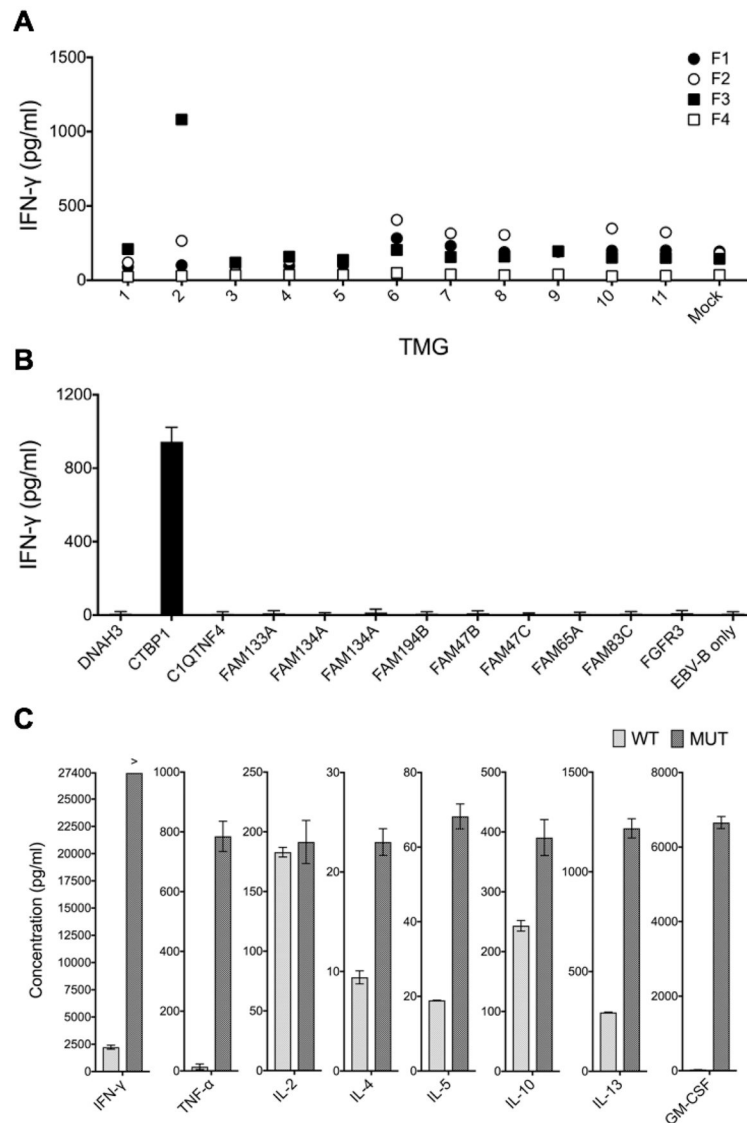 A
IFN-γ (pg/ml)
1500
1000
500
0
F1
F2
F3
F4
1 2 3 4 5 6 7 8 9 10 11 Mock
TMG
B
IFN-γ (pg/ml)
1200
800
400
0
DNAH3 CTBP1 C1QTNF4 FAM133A FAM134A FAM134A FAM194B FAM47B FAM47C FAM65A FAM83C FGFR3 EBV-B only
C
WT MUT
Concentration (pg/ml)
>
27400
25000
22500
20000
17500
15000
12500
10000
7500
5000
2500
0
IFN-γ
1000
800
600
400
200
0
TNF-α
250
200
150
100
50
0
IL-2
30
20
10
0
IL-4
80
60
40
20
0
IL-5
500
400
300
200
100
0
IL-10
1500
1000
500
0
IL-13
8000
6000
4000
2000
0
GM-CSF